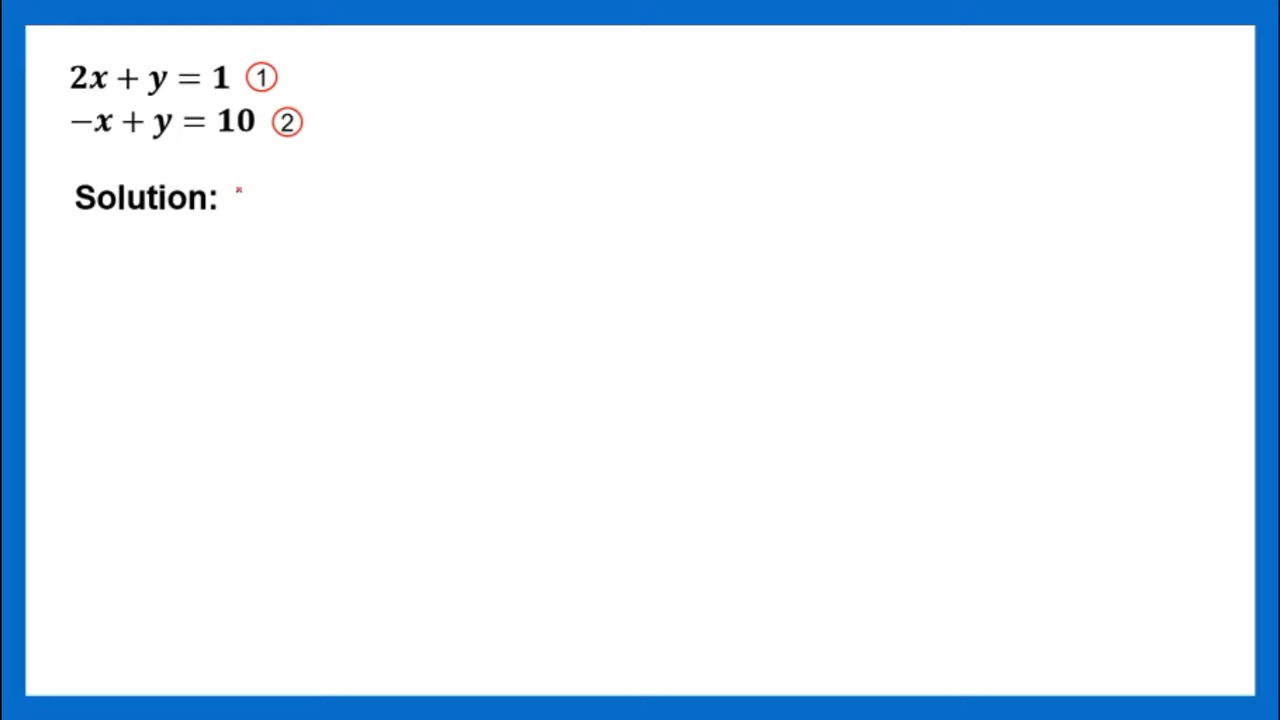 2x + y = 1 ①
−x + y = 10 ②
Solution: